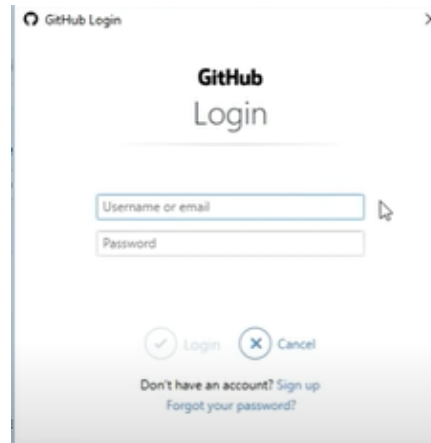 GitHub Login
GitHub
Login
Username or email
Password
Login Cancel
Don't have an account? Sign up
Forgot your password?